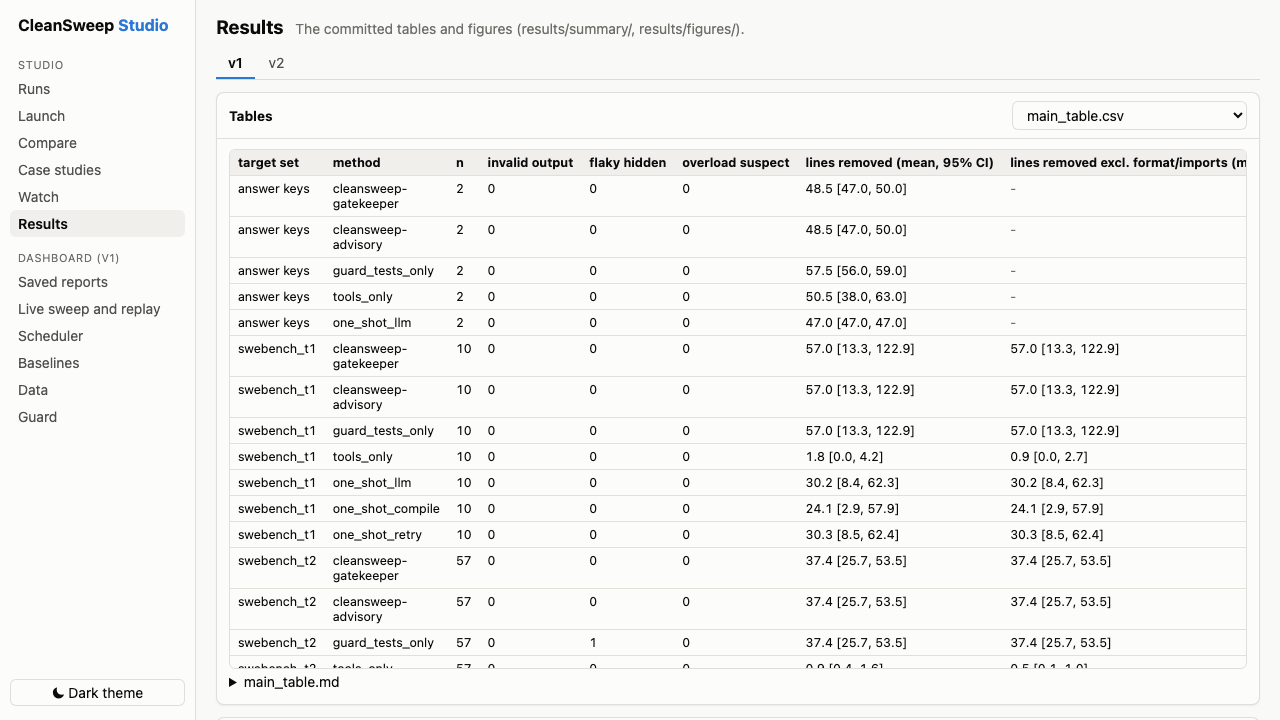 CleanSweep Studio
STUDIO
Runs
Launch
Compare
Case studies
Watch
Results
DASHBOARD (V1)
Saved reports
Live sweep and replay
Scheduler
Baselines
Data
Guard
Dark theme
Results The committed tables and figures (results/summary/, results/figures/).
v1 v2
Tables main_table.csv
target set method n invalid output flaky hidden overload suspect lines removed (mean, 95% CI) lines removed excl. format/imports (m
answer keys cleansweep-gatekeeper 2 0 0 0 48.5 [47.0, 50.0] -
answer keys cleansweep-advisory 2 0 0 0 48.5 [47.0, 50.0] -
answer keys guard_tests_only 2 0 0 0 57.5 [56.0, 59.0] -
answer keys tools_only 2 0 0 0 50.5 [38.0, 63.0] -
answer keys one_shot_llm 2 0 0 0 47.0 [47.0, 47.0] -
swebench_t1 cleansweep-gatekeeper 10 0 0 0 57.0 [13.3, 122.9] 57.0 [13.3, 122.9]
swebench_t1 cleansweep-advisory 10 0 0 0 57.0 [13.3, 122.9] 57.0 [13.3, 122.9]
swebench_t1 guard_tests_only 10 0 0 0 57.0 [13.3, 122.9] 57.0 [13.3, 122.9]
swebench_t1 tools_only 10 0 0 0 1.8 [0.0, 4.2] 0.9 [0.0, 2.7]
swebench_t1 one_shot_llm 10 0 0 0 30.2 [8.4, 62.3] 30.2 [8.4, 62.3]
swebench_t1 one_shot_compile 10 0 0 0 24.1 [2.9, 57.9] 24.1 [2.9, 57.9]
swebench_t1 one_shot_retry 10 0 0 0 30.3 [8.5, 62.4] 30.3 [8.5, 62.4]
swebench_t2 cleansweep-gatekeeper 57 0 0 0 37.4 [25.7, 53.5] 37.4 [25.7, 53.5]
swebench_t2 cleansweep-advisory 57 0 0 0 37.4 [25.7, 53.5] 37.4 [25.7, 53.5]
swebench_t2 guard_tests_only 57 0 1 0 37.4 [25.7, 53.5] 37.4 [25.7, 53.5]
main_table.md